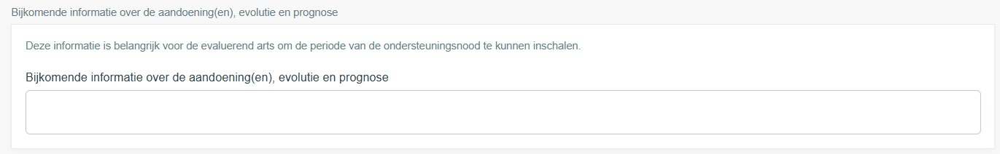 Bijkomende informatie over de aandoening(en), evolutie en prognose
Deze informatie is belangrijk voor de evaluerend arts om de periode van de ondersteuningsnood te kunnen inschalen.
Bijkomende informatie over de aandoening(en), evolutie en prognose